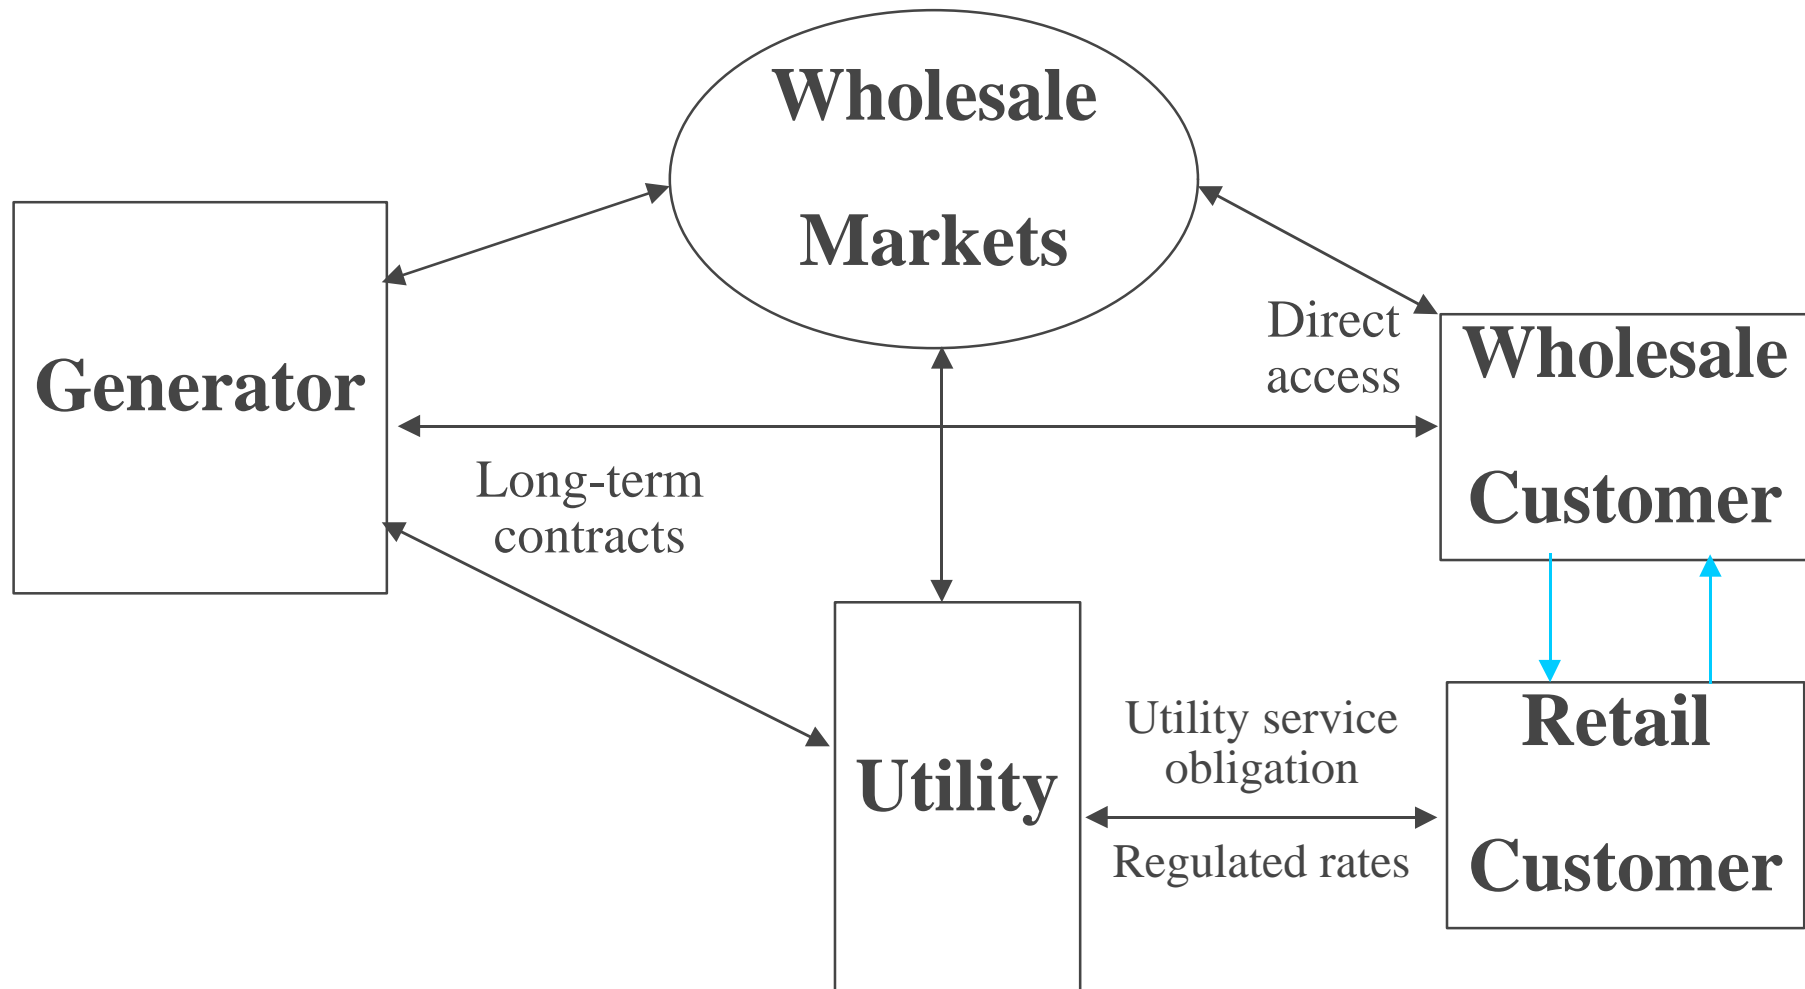 Wholesale
Markets
Generator
Direct
access
Wholesale
Customer
Long-term
contracts
Utility
Utility service
obligation
Regulated rates
Retail
Customer